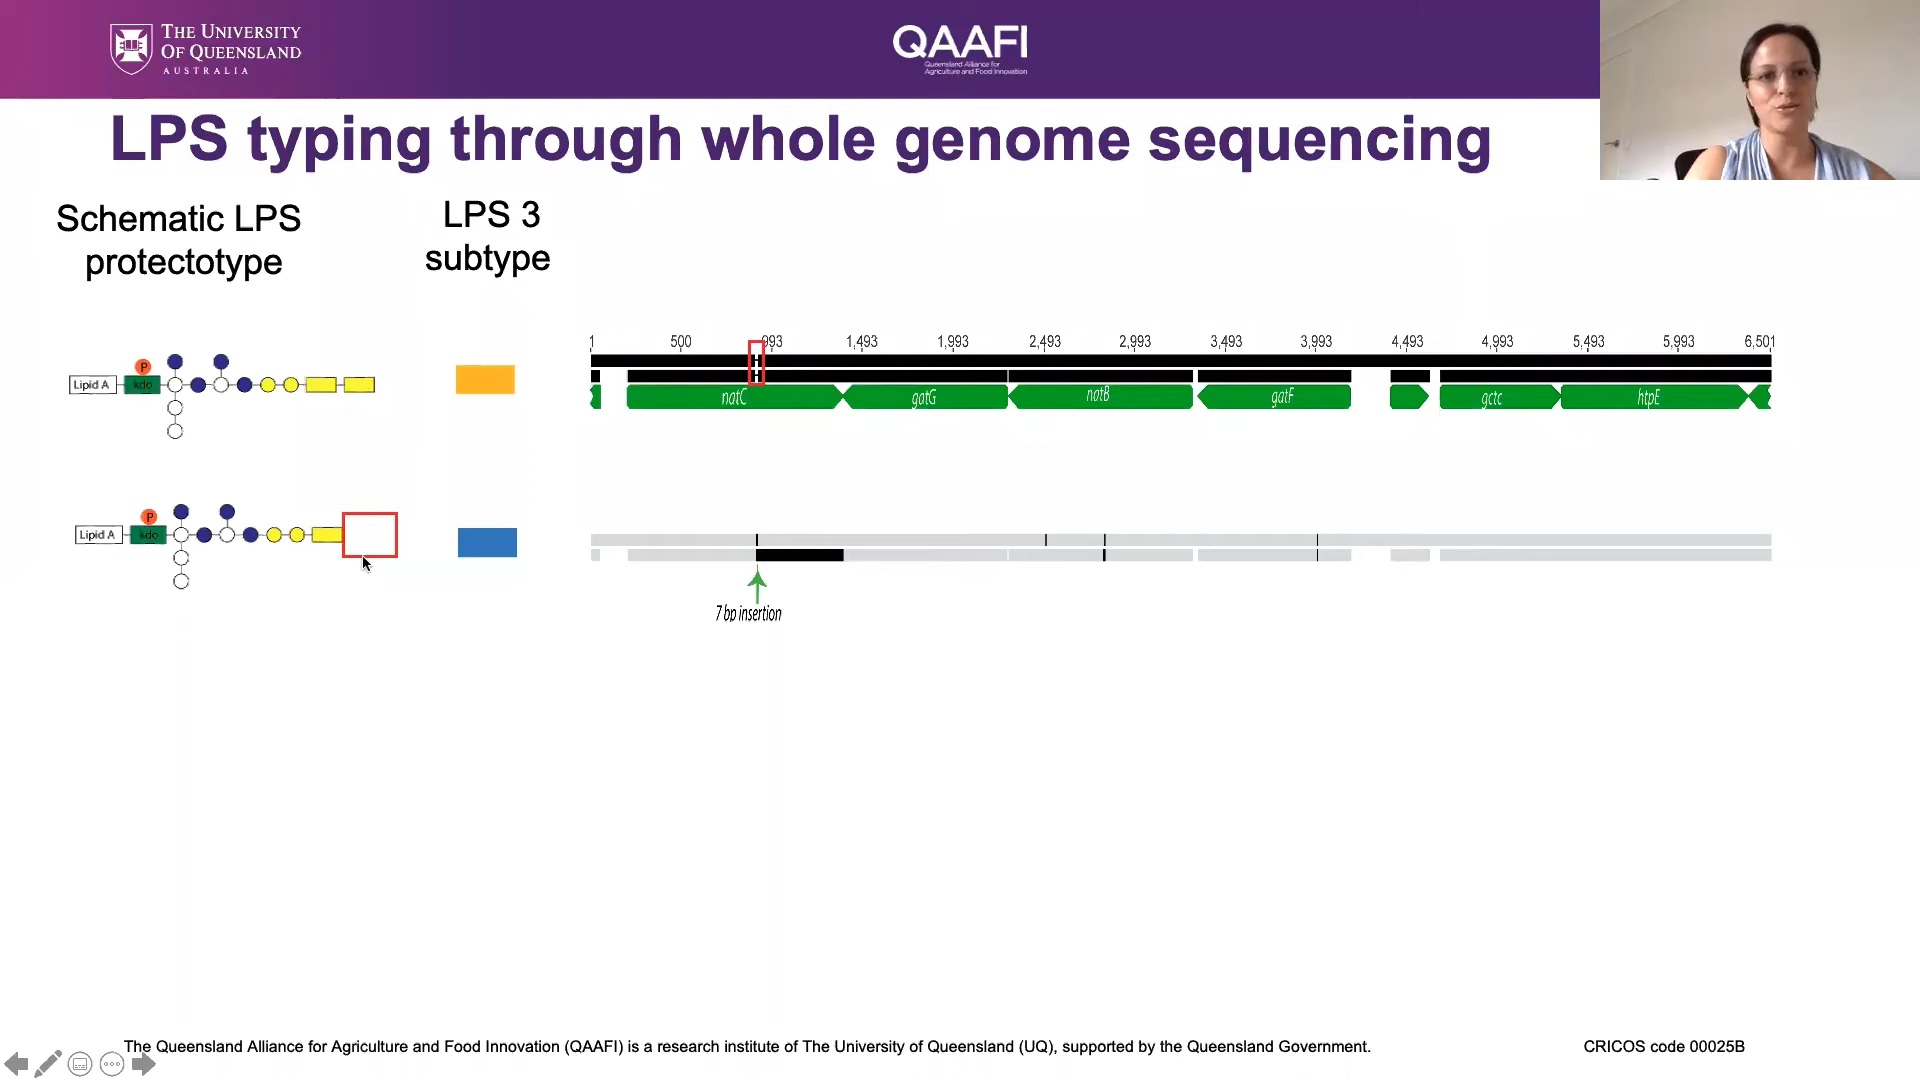 THE UNIVERSITY
OF QUEENSLAND
AUSTRALIA
QAAFI
Queensland Alliance for
Agriculture and Food Innovation
LPS typing through whole genome sequencing
Schematic LPS
protectotype
LPS 3
subtype
1 500 993 1,493 1,993 2,493 2,993 3,493 3,993 4,493 4,993 5,493 5,993 6,501
P
Lipid A kdo
natC gatG natB gatF gctc htpE
P
Lipid A kdo
7 bp insertion
The Queensland Alliance for Agriculture and Food Innovation (QAAFI) is a research institute of The University of Queensland (UQ), supported by the Queensland Government.
CRICOS code 00025B